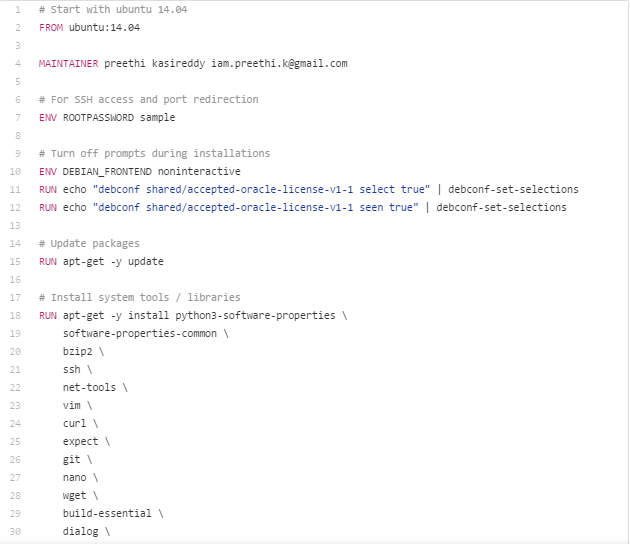 1 # Start with ubuntu 14.04
2 FROM ubuntu:14.04
3
4 MAINTAINER preethi kasireddy iam.preethi.k@gmail.com
5
6 # For SSH access and port redirection
7 ENV ROOTPASSWORD sample
8
9 # Turn off prompts during installations
10 ENV DEBIAN_FRONTEND noninteractive
11 RUN echo "debconf shared/accepted-oracle-license-v1-1 select true" | debconf-set-selections
12 RUN echo "debconf shared/accepted-oracle-license-v1-1 seen true" | debconf-set-selections
13
14 # Update packages
15 RUN apt-get -y update
16
17 # Install system tools / libraries
18 RUN apt-get -y install python3-software-properties \
19     software-properties-common \
20     bzip2 \
21     ssh \
22     net-tools \
23     vim \
24     curl \
25     expect \
26     git \
27     nano \
28     wget \
29     build-essential \
30     dialog \